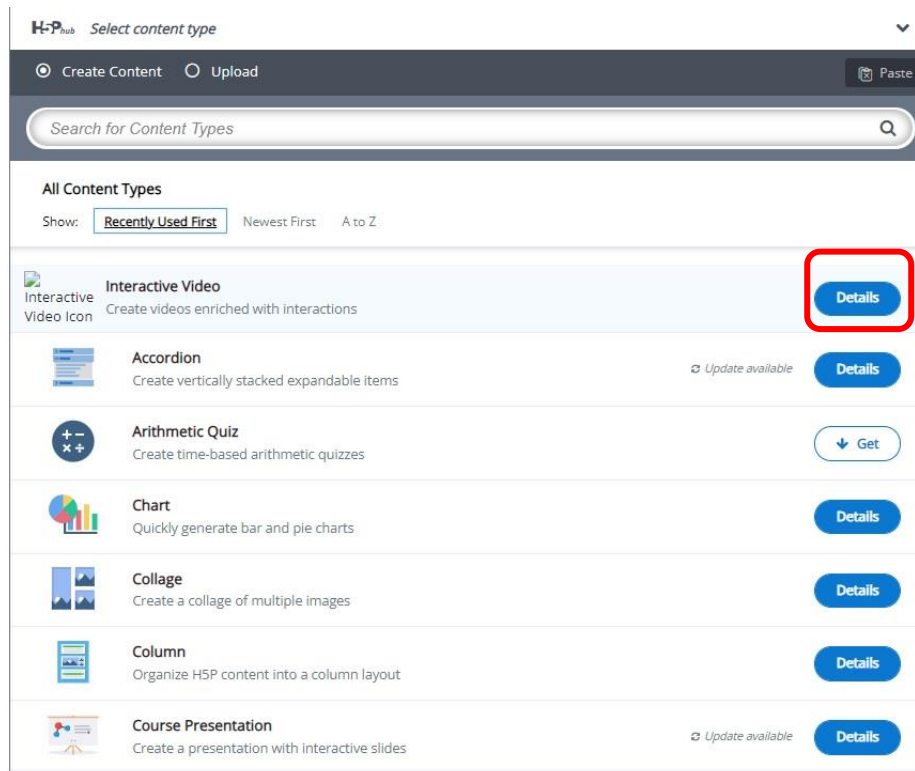 H5P hub Select content type
Create Content Upload Paste
Search for Content Types
All Content Types
Show: Recently Used First Newest First A to Z
Interactive Video Icon
Interactive Video
Create videos enriched with interactions
Details
Accordion
Create vertically stacked expandable items
Update available
Details
Arithmetic Quiz
Create time-based arithmetic quizzes
Get
Chart
Quickly generate bar and pie charts
Details
Collage
Create a collage of multiple images
Details
Column
Organize H5P content into a column layout
Details
Course Presentation
Create a presentation with interactive slides
Update available
Details